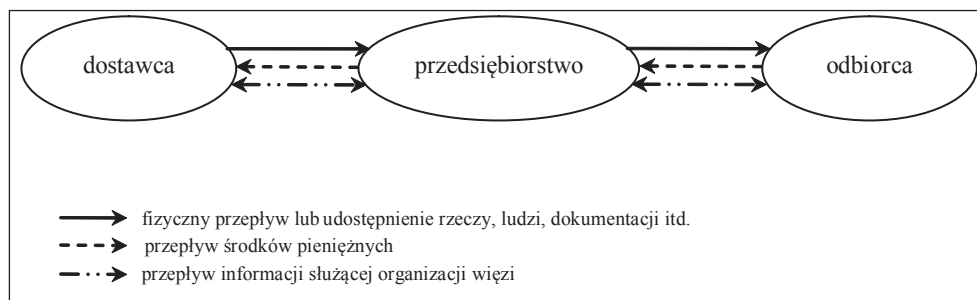 dostawca przedsiębiorstwo odbiorca
fizyczny przepływ lub udostępnienie rzeczy, ludzi, dokumentacji itd.
przepływ środków pieniężnych
przepływ informacji służącej organizacji więzi